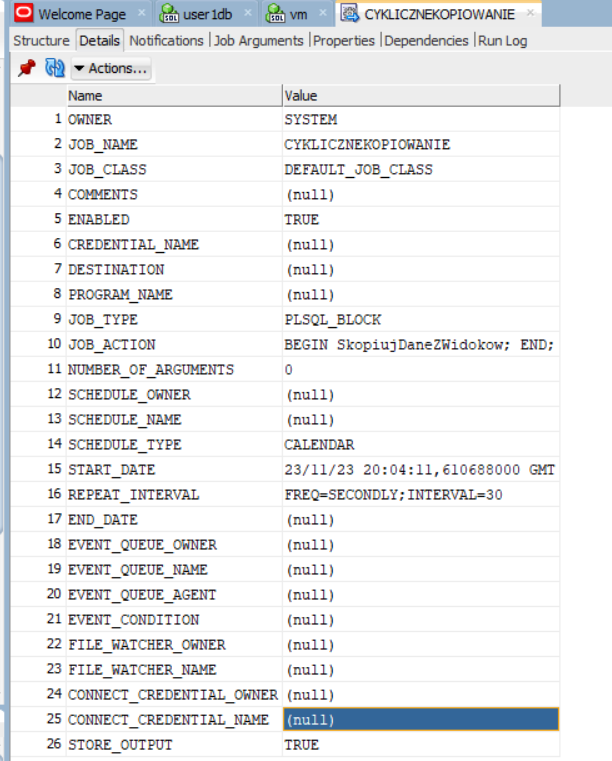 Welcome Page × user1db × vm × CYKLICZNEKOPIOWANIE ×
Structure Details Notifications Job Arguments Properties Dependencies Run Log
Actions...
Name Value
1 OWNER SYSTEM
2 JOB_NAME CYKLICZNEKOPIOWANIE
3 JOB_CLASS DEFAULT_JOB_CLASS
4 COMMENTS (null)
5 ENABLED TRUE
6 CREDENTIAL_NAME (null)
7 DESTINATION (null)
8 PROGRAM_NAME (null)
9 JOB_TYPE PLSQL_BLOCK
10 JOB_ACTION BEGIN SkopiujDaneZWidokow; END;
11 NUMBER_OF_ARGUMENTS 0
12 SCHEDULE_OWNER (null)
13 SCHEDULE_NAME (null)
14 SCHEDULE_TYPE CALENDAR
15 START_DATE 23/11/23 20:04:11,610688000 GMT
16 REPEAT_INTERVAL FREQ=SECONDLY;INTERVAL=30
17 END_DATE (null)
18 EVENT_QUEUE_OWNER (null)
19 EVENT_QUEUE_NAME (null)
20 EVENT_QUEUE_AGENT (null)
21 EVENT_CONDITION (null)
22 FILE_WATCHER_OWNER (null)
23 FILE_WATCHER_NAME (null)
24 CONNECT_CREDENTIAL_OWNER (null)
25 CONNECT_CREDENTIAL_NAME (null)
26 STORE_OUTPUT TRUE